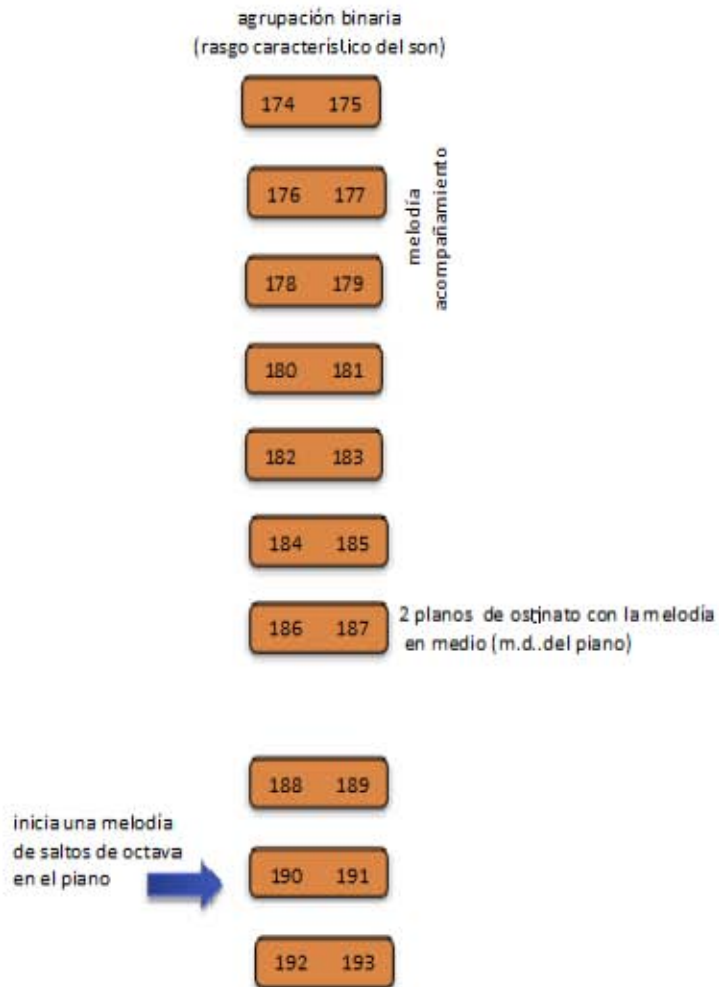 agrupación binaria
(rasgo característico del son)
174 175
176 177
melodía
acompañamiento
178 179
180 181
182 183
184 185
186 187
2 planos de ostinato con la melodía
en medio (m.d..del piano)
188 189
inicia una melodía
de saltos de octava
en el piano
190 191
192 193